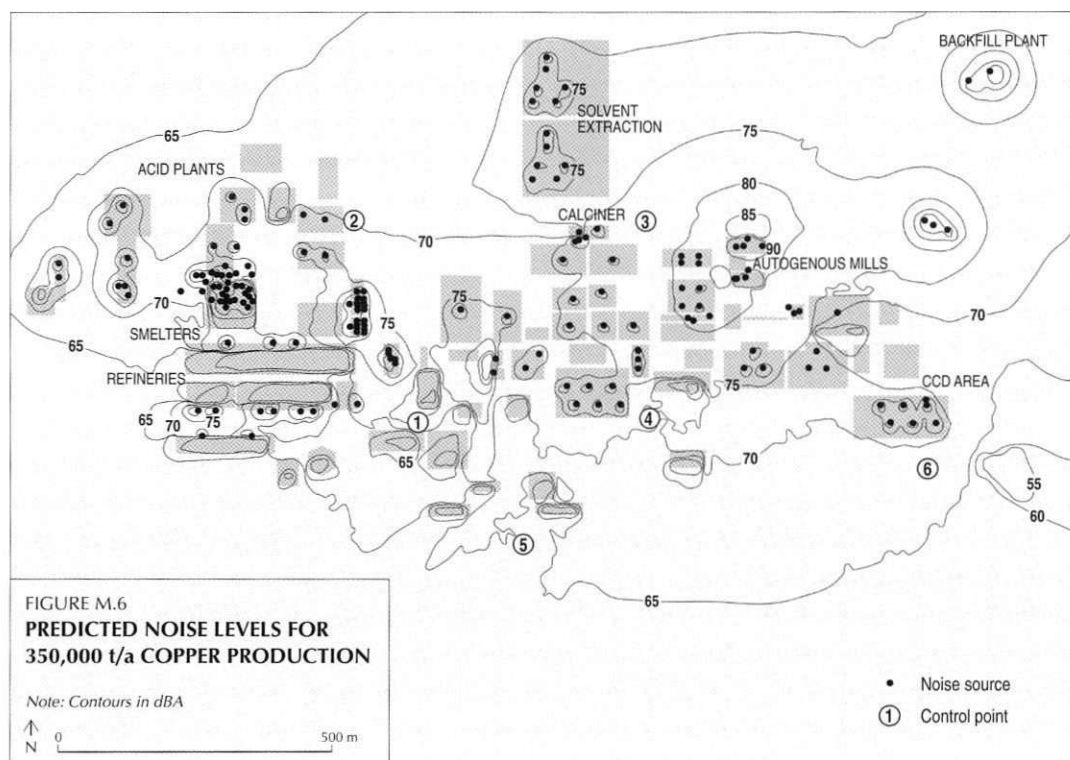 BACKFILL PLANT
65
75
75
SOLVENT
EXTRACTION
75
ACID PLANTS
80
2
70
CALCINER
3
85
90
AUTOGENOUS MILLS
70
75
75
70
SMELTERS
65
REFINERIES
75
CCD AREA
65
70
75
1
4
65
70
6
55
60
5
65
FIGURE M.6
PREDICTED NOISE LEVELS FOR
350,000 t/a COPPER PRODUCTION
Note: Contours in dBA
N
0 500 m
Noise source
1 Control point